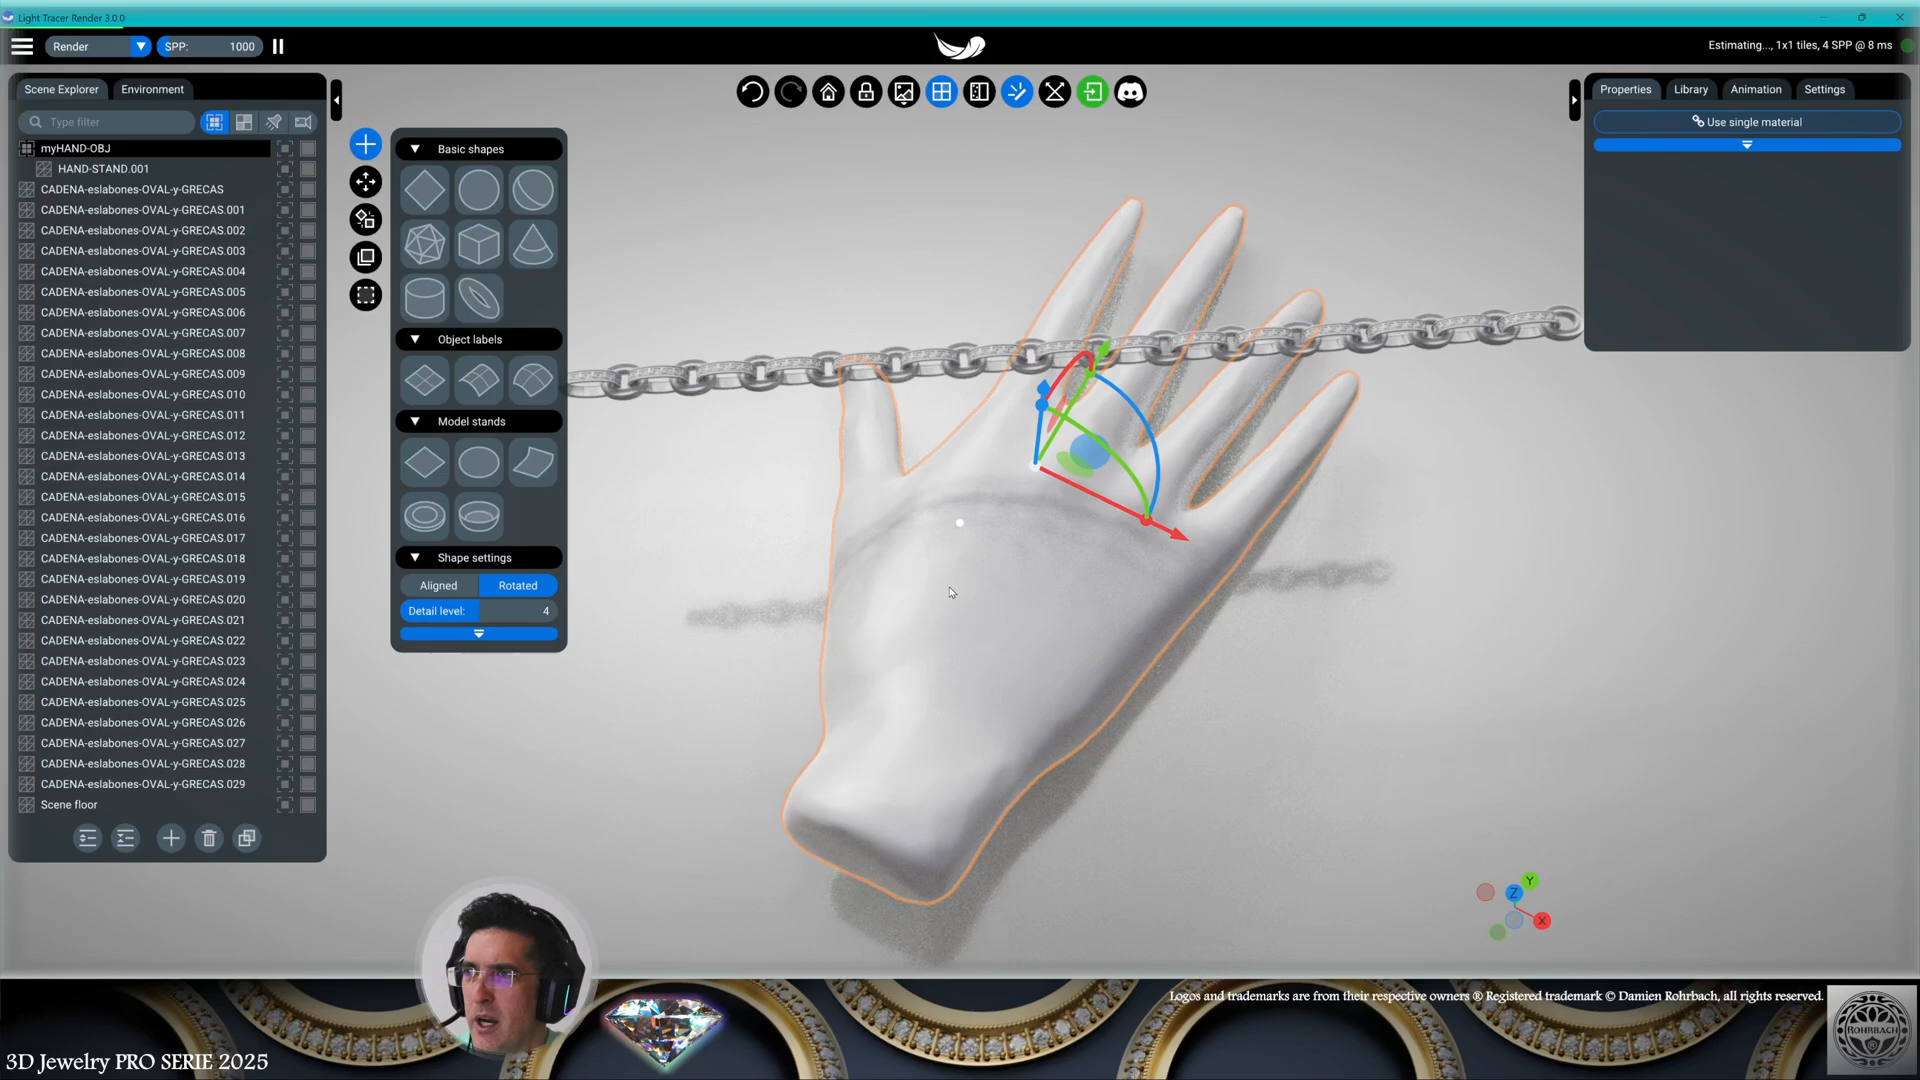 Light Tracer Render 3.0.0
Render
SPP: 1000
Estimating..., 1x1 tiles, 4 SPP @ 8 ms
Scene Explorer
Environment
Type filter
myHAND-OBJ
HAND-STAND.001
CADENA-eslabones-OVAL-y-GRECAS
CADENA-eslabones-OVAL-y-GRECAS.001
CADENA-eslabones-OVAL-y-GRECAS.002
CADENA-eslabones-OVAL-y-GRECAS.003
CADENA-eslabones-OVAL-y-GRECAS.004
CADENA-eslabones-OVAL-y-GRECAS.005
CADENA-eslabones-OVAL-y-GRECAS.006
CADENA-eslabones-OVAL-y-GRECAS.007
CADENA-eslabones-OVAL-y-GRECAS.008
CADENA-eslabones-OVAL-y-GRECAS.009
CADENA-eslabones-OVAL-y-GRECAS.010
CADENA-eslabones-OVAL-y-GRECAS.011
CADENA-eslabones-OVAL-y-GRECAS.012
CADENA-eslabones-OVAL-y-GRECAS.013
CADENA-eslabones-OVAL-y-GRECAS.014
CADENA-eslabones-OVAL-y-GRECAS.015
CADENA-eslabones-OVAL-y-GRECAS.016
CADENA-eslabones-OVAL-y-GRECAS.017
CADENA-eslabones-OVAL-y-GRECAS.018
CADENA-eslabones-OVAL-y-GRECAS.019
CADENA-eslabones-OVAL-y-GRECAS.020
CADENA-eslabones-OVAL-y-GRECAS.021
CADENA-eslabones-OVAL-y-GRECAS.022
CADENA-eslabones-OVAL-y-GRECAS.023
CADENA-eslabones-OVAL-y-GRECAS.024
CADENA-eslabones-OVAL-y-GRECAS.025
CADENA-eslabones-OVAL-y-GRECAS.026
CADENA-eslabones-OVAL-y-GRECAS.027
CADENA-eslabones-OVAL-y-GRECAS.028
CADENA-eslabones-OVAL-y-GRECAS.029
Scene floor
Basic shapes
Object labels
Model stands
Shape settings
Aligned
Rotated
Detail level: 4
Properties
Library
Animation
Settings
Use single material
Y
Z
X
Logos and trademarks are from their respective owners ® Registered trademark © Damien Rohrbach, all rights reserved.
ROHRBACH
3D Jewelry PRO SERIE 2025